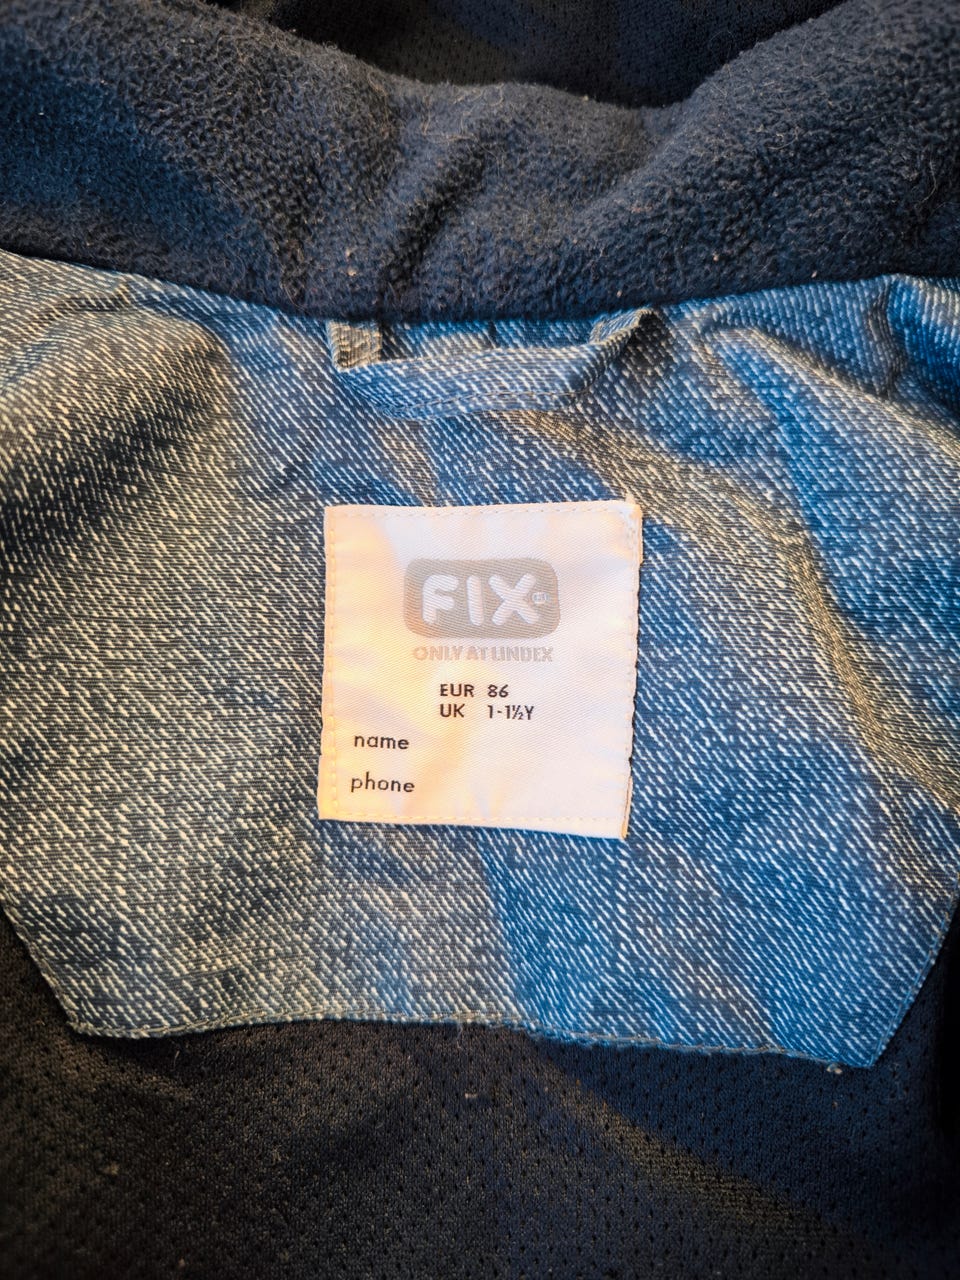 FIX
ONLY AT LINDEX
EUR 86
UK 1-1½Y
name
phone